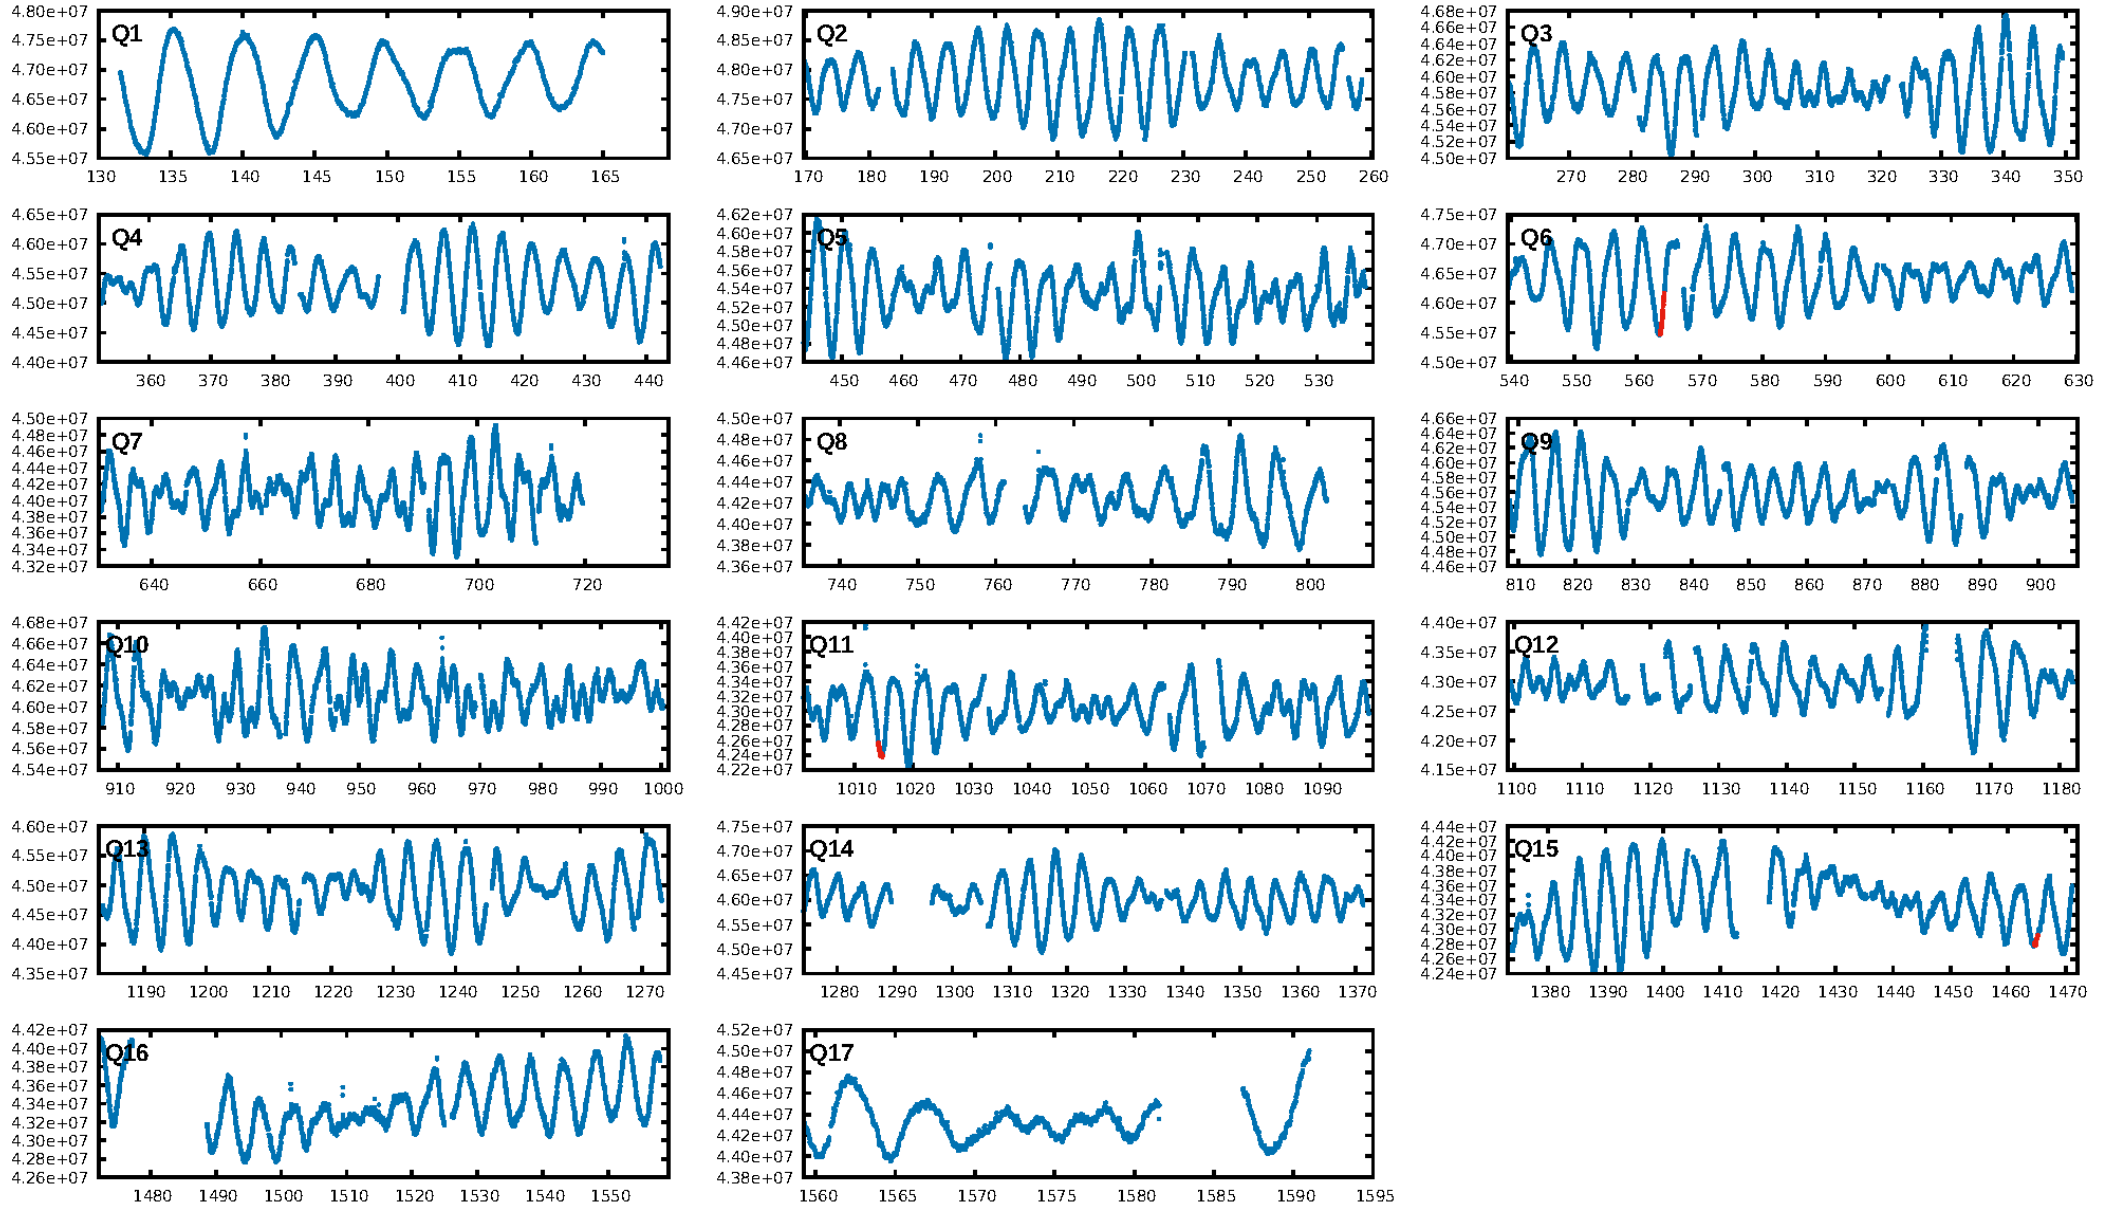 4.80e+07 4.75e+07 4.70e+07 4.65e+07 4.60e+07 4.55e+07
Q1
130 135 140 145 150 155 160 165
4.90e+07 4.85e+07 4.80e+07 4.75e+07 4.70e+07 4.65e+07
Q2
170 180 190 200 210 220 230 240 250 260
4.68e+07 4.66e+07 4.64e+07 4.62e+07 4.60e+07 4.58e+07 4.56e+07 4.54e+07 4.52e+07 4.50e+07
Q3
270 280 290 300 310 320 330 340 350
4.65e+07 4.60e+07 4.55e+07 4.50e+07 4.45e+07 4.40e+07
Q4
360 370 380 390 400 410 420 430 440
4.62e+07 4.60e+07 4.58e+07 4.56e+07 4.54e+07 4.52e+07 4.50e+07 4.48e+07 4.46e+07
Q5
450 460 470 480 490 500 510 520 530
4.75e+07 4.70e+07 4.65e+07 4.60e+07 4.55e+07 4.50e+07
Q6
540 550 560 570 580 590 600 610 620 630
4.50e+07 4.48e+07 4.46e+07 4.44e+07 4.42e+07 4.40e+07 4.38e+07 4.36e+07 4.34e+07 4.32e+07
Q7
640 660 680 700 720
4.50e+07 4.48e+07 4.46e+07 4.44e+07 4.42e+07 4.40e+07 4.38e+07 4.36e+07
Q8
740 750 760 770 780 790 800
4.66e+07 4.64e+07 4.62e+07 4.60e+07 4.58e+07 4.56e+07 4.54e+07 4.52e+07 4.50e+07 4.48e+07 4.46e+07
Q9
810 820 830 840 850 860 870 880 890 900
4.68e+07 4.66e+07 4.64e+07 4.62e+07 4.60e+07 4.58e+07 4.56e+07 4.54e+07
Q10
910 920 930 940 950 960 970 980 990 1000
4.42e+07 4.40e+07 4.38e+07 4.36e+07 4.34e+07 4.32e+07 4.30e+07 4.28e+07 4.26e+07 4.24e+07 4.22e+07
Q11
1010 1020 1030 1040 1050 1060 1070 1080 1090
4.40e+07 4.35e+07 4.30e+07 4.25e+07 4.20e+07 4.15e+07
Q12
1100 1110 1120 1130 1140 1150 1160 1170 1180
4.60e+07 4.55e+07 4.50e+07 4.45e+07 4.40e+07 4.35e+07
Q13
1190 1200 1210 1220 1230 1240 1250 1260 1270
4.75e+07 4.70e+07 4.65e+07 4.60e+07 4.55e+07 4.50e+07 4.45e+07
Q14
1280 1290 1300 1310 1320 1330 1340 1350 1360 1370
4.44e+07 4.42e+07 4.40e+07 4.38e+07 4.36e+07 4.34e+07 4.32e+07 4.30e+07 4.28e+07 4.26e+07 4.24e+07
Q15
1380 1390 1400 1410 1420 1430 1440 1450 1460 1470
4.42e+07 4.40e+07 4.38e+07 4.36e+07 4.34e+07 4.32e+07 4.30e+07 4.28e+07 4.26e+07
Q16
1480 1490 1500 1510 1520 1530 1540 1550
4.52e+07 4.50e+07 4.48e+07 4.46e+07 4.44e+07 4.42e+07 4.40e+07 4.38e+07
Q17
1560 1565 1570 1575 1580 1585 1590 1595